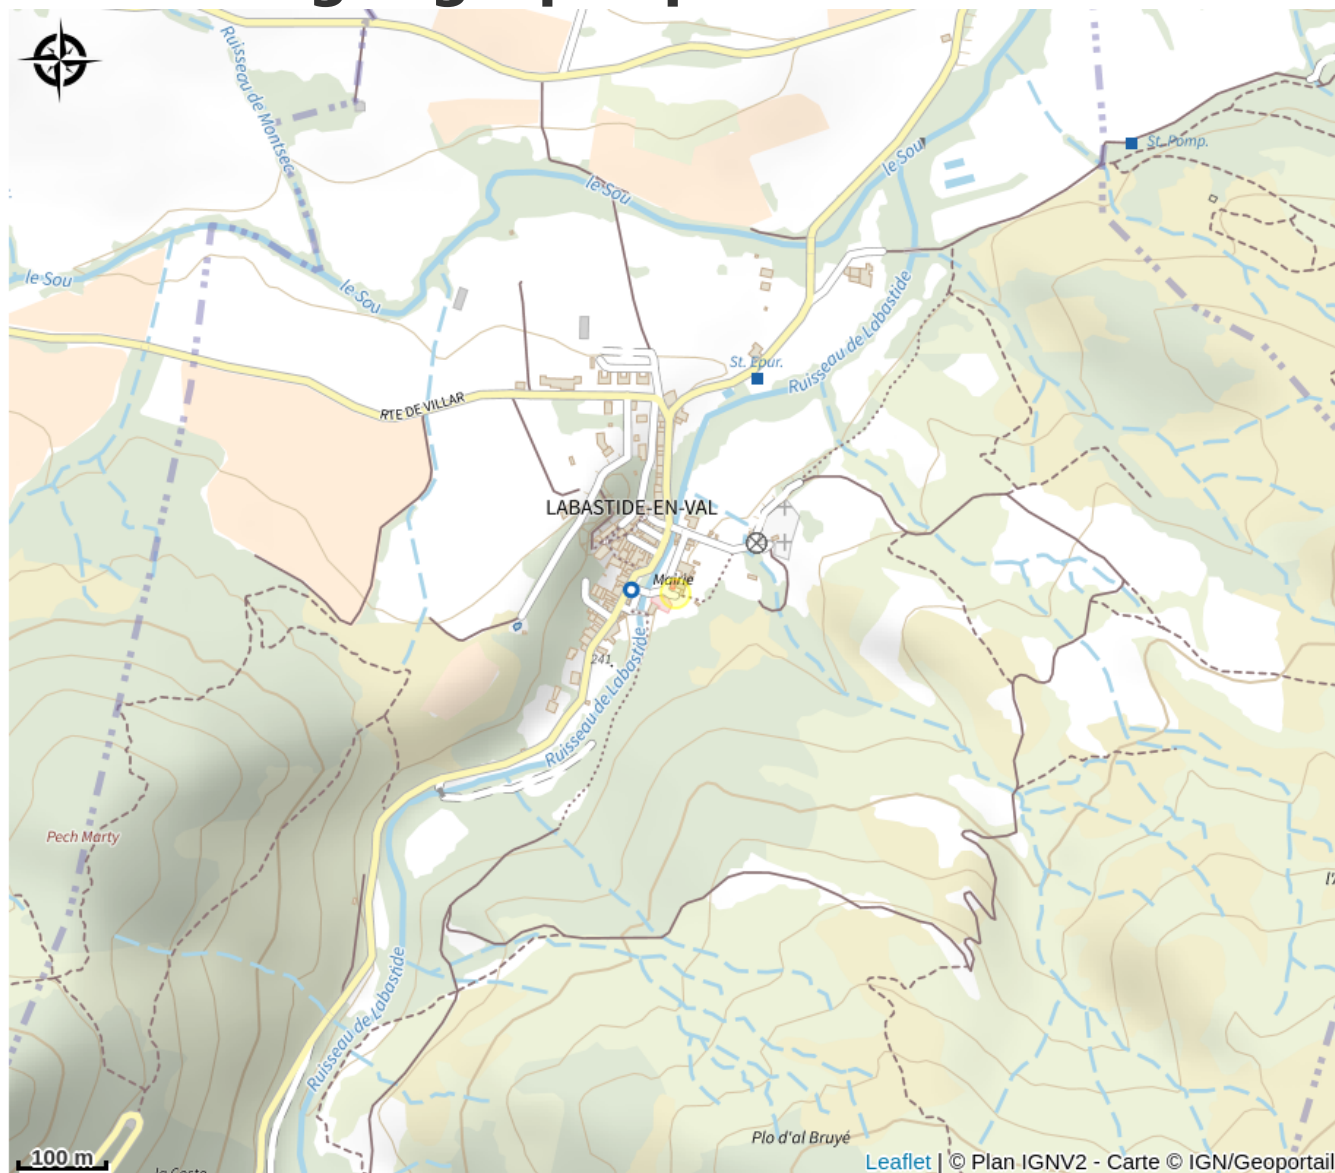 Ruisseau de Montsec
le Sou
St. Pomp.
le Sou
le Sou
le Sou
Ruisseau de Labastide
St. Epur.
RTE DE VILLAR
LABASTIDE-EN-VAL
Mairie
241
Ruisseau de Labastide
Pech Marty
Ruisseau de Labastide
Plo d'al Bruyé
100 m
Leaflet | © Plan IGNV2 - Carte © IGN/Geoportail